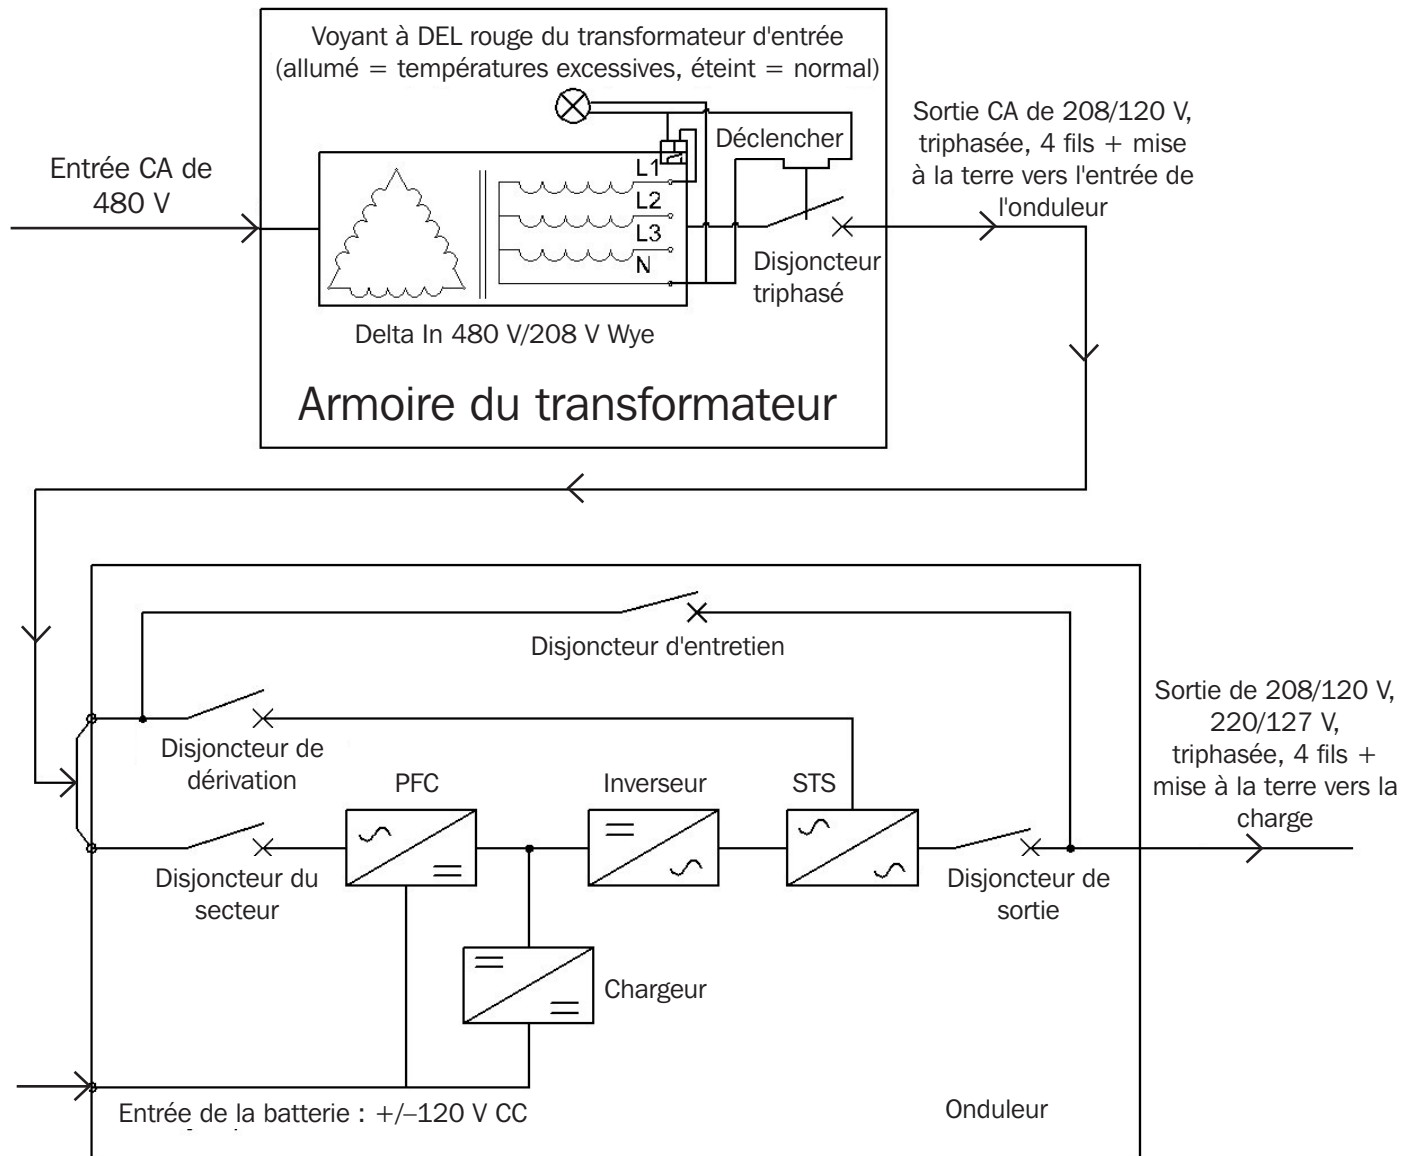 Voyant à DEL rouge du transformateur d'entrée
(allumé = températures excessives, éteint = normal)
Entrée CA de
480 V
Déclencher
L1
L2
L3
N
Disjoncteur
triphasé
Sortie CA de 208/120 V,
triphasée, 4 fils + mise
à la terre vers l'entrée de
l'onduleur
Delta In 480 V/208 V Wye
Armoire du transformateur
Disjoncteur d'entretien
Disjoncteur de
dérivation
PFC
Inverseur
STS
Sortie de 208/120 V,
220/127 V,
triphasée, 4 fils +
mise à la terre vers la
charge
Disjoncteur du
secteur
Disjoncteur de
sortie
Chargeur
Entrée de la batterie : +/–120 V CC
Onduleur